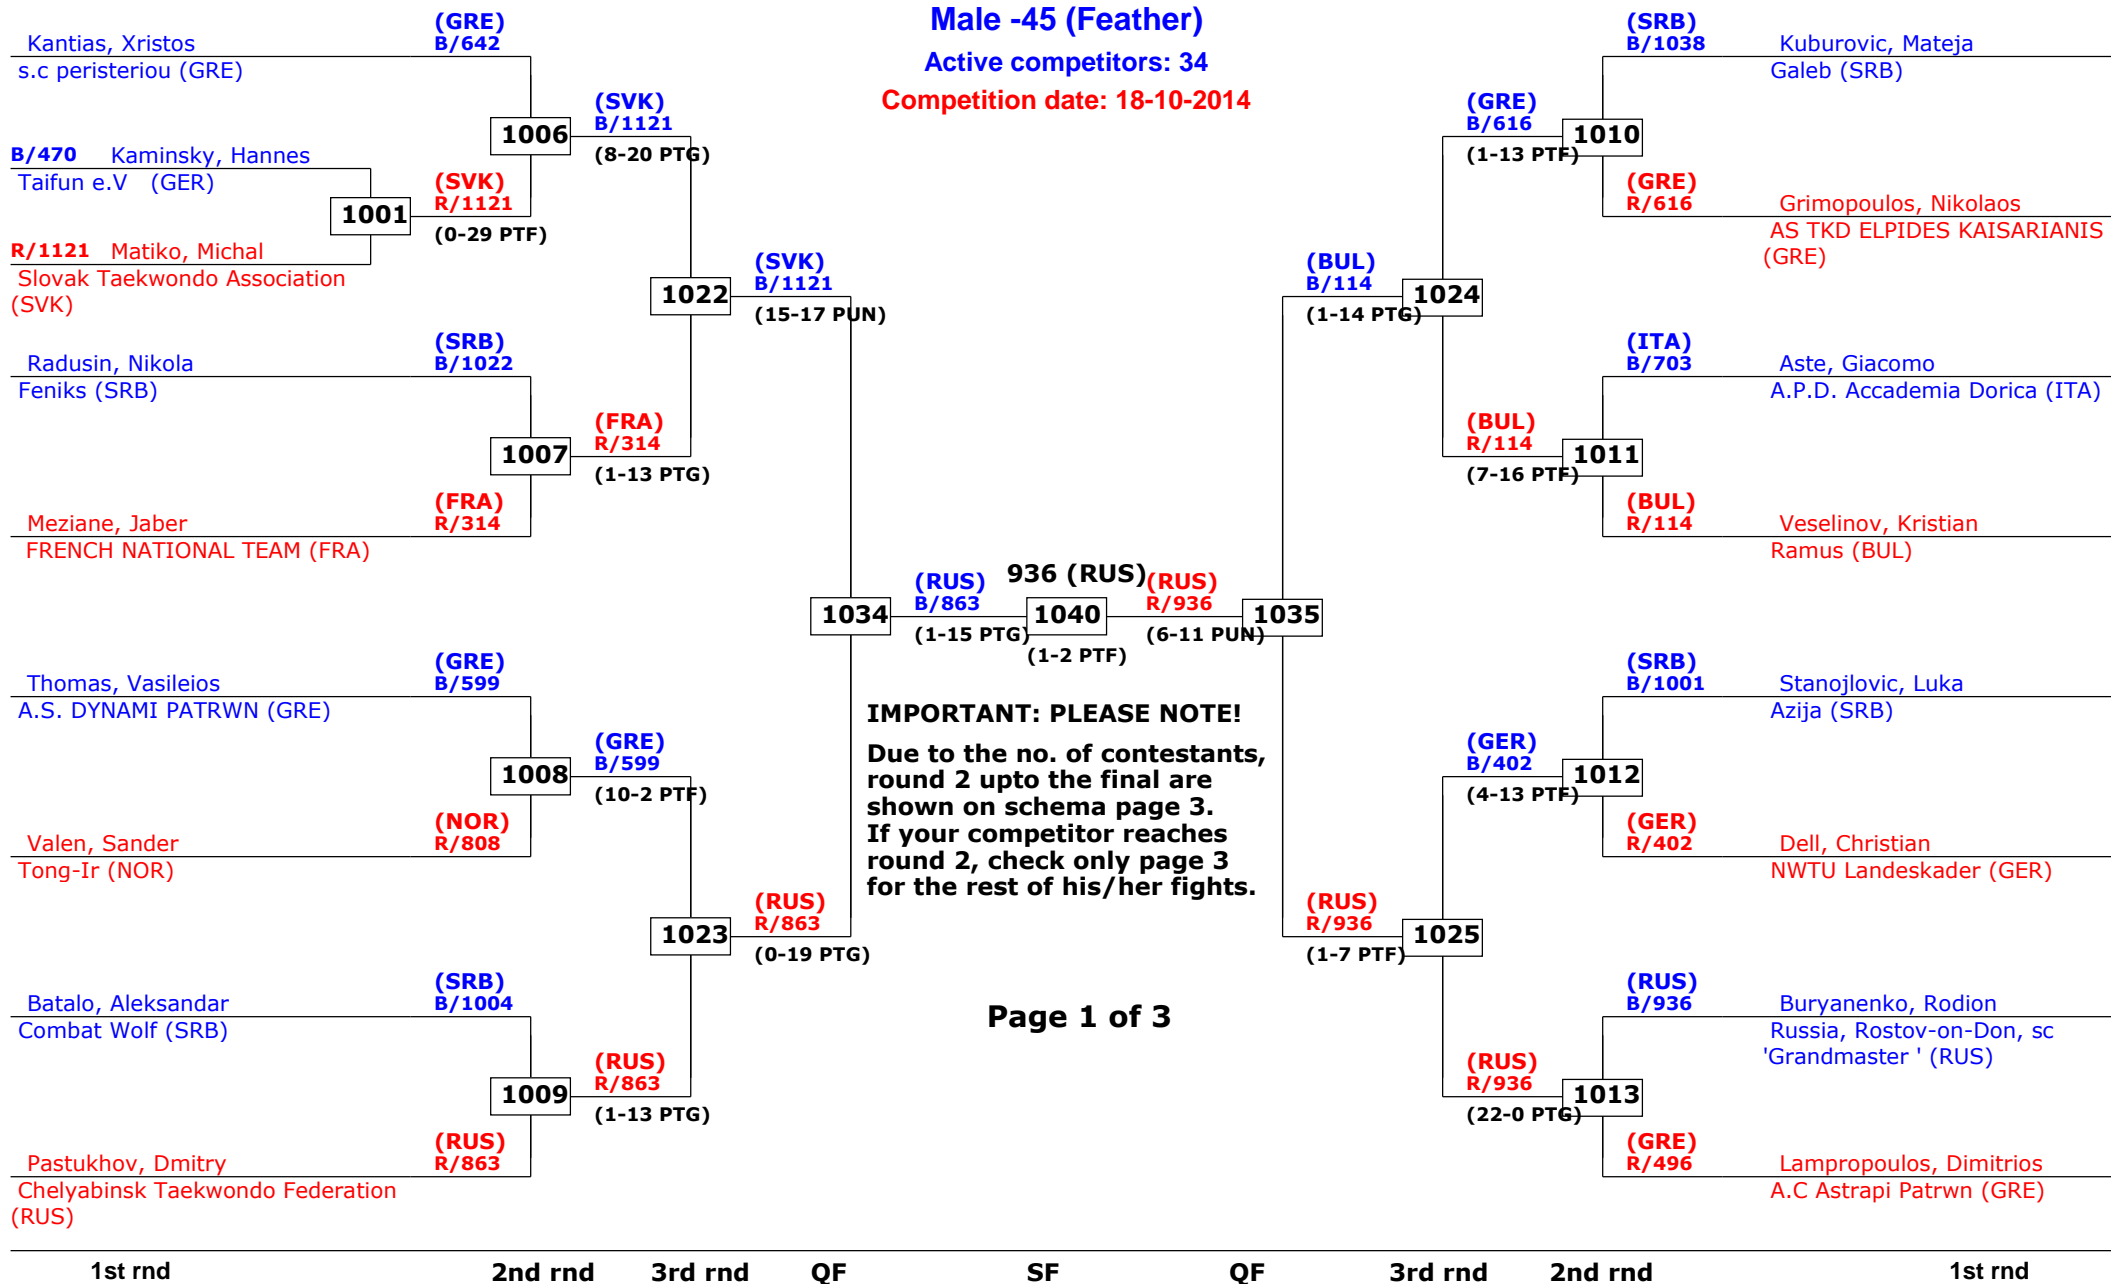 Male -45 (Feather)
Active competitors: 34
Competition date: 18-10-2014
(GRE)
B/642
Kantias, Xristos
s.c peristeriou (GRE)
B/470 Kaminsky, Hannes
Taifun e.V (GER)
1001
R/1121 Matiko, Michal
Slovak Taekwondo Association
(SVK)
(SVK)
R/1121
(0-29 PTF)
1006
(SVK)
B/1121
(8-20 PTG)
(SRB)
B/1022
Radusin, Nikola
Feniks (SRB)
1007
(FRA)
R/314
Meziane, Jaber
FRENCH NATIONAL TEAM (FRA)
(FRA)
R/314
(1-13 PTG)
1022
(SVK)
B/1121
(15-17 PUN)
(GRE)
B/599
Thomas, Vasileios
A.S. DYNAMI PATRWN (GRE)
1008
(NOR)
R/808
Valen, Sander
Tong-Ir (NOR)
(GRE)
B/599
(10-2 PTF)
(SRB)
B/1004
Batalo, Aleksandar
Combat Wolf (SRB)
1009
(RUS)
R/863
Pastukhov, Dmitry
Chelyabinsk Taekwondo Federation
(RUS)
(RUS)
R/863
(1-13 PTG)
1023
(RUS)
R/863
(0-19 PTG)
1034
(RUS)
B/863
(1-15 PTG)
936 (RUS)
1040
(1-2 PTF)
(RUS)
R/936
(6-11 PUN)
1035
IMPORTANT: PLEASE NOTE!
Due to the no. of contestants,
round 2 upto the final are
shown on schema page 3.
If your competitor reaches
round 2, check only page 3
for the rest of his/her fights.
Page 1 of 3
(SRB)
B/1038
Kuburovic, Mateja
Galeb (SRB)
1010
(GRE)
R/616
Grimopoulos, Nikolaos
AS TKD ELPIDES KAISARIANIS
(GRE)
(GRE)
B/616
(1-13 PTF)
(BUL)
B/114
(1-14 PTG)
1024
(ITA)
B/703
Aste, Giacomo
A.P.D. Accademia Dorica (ITA)
1011
(BUL)
R/114
Veselinov, Kristian
Ramus (BUL)
(BUL)
R/114
(7-16 PTF)
(SRB)
B/1001
Stanojlovic, Luka
Azija (SRB)
1012
(GER)
R/402
Dell, Christian
NWTU Landeskader (GER)
(GER)
B/402
(4-13 PTF)
(RUS)
R/936
(1-7 PTF)
1025
(RUS)
B/936
Buryanenko, Rodion
Russia, Rostov-on-Don, sc
'Grandmaster ' (RUS)
1013
(GRE)
R/496
Lampropoulos, Dimitrios
A.C Astrapi Patrwn (GRE)
(RUS)
R/936
(22-0 PTG)
1st rnd 2nd rnd 3rd rnd QF SF QF 3rd rnd 2nd rnd 1st rnd